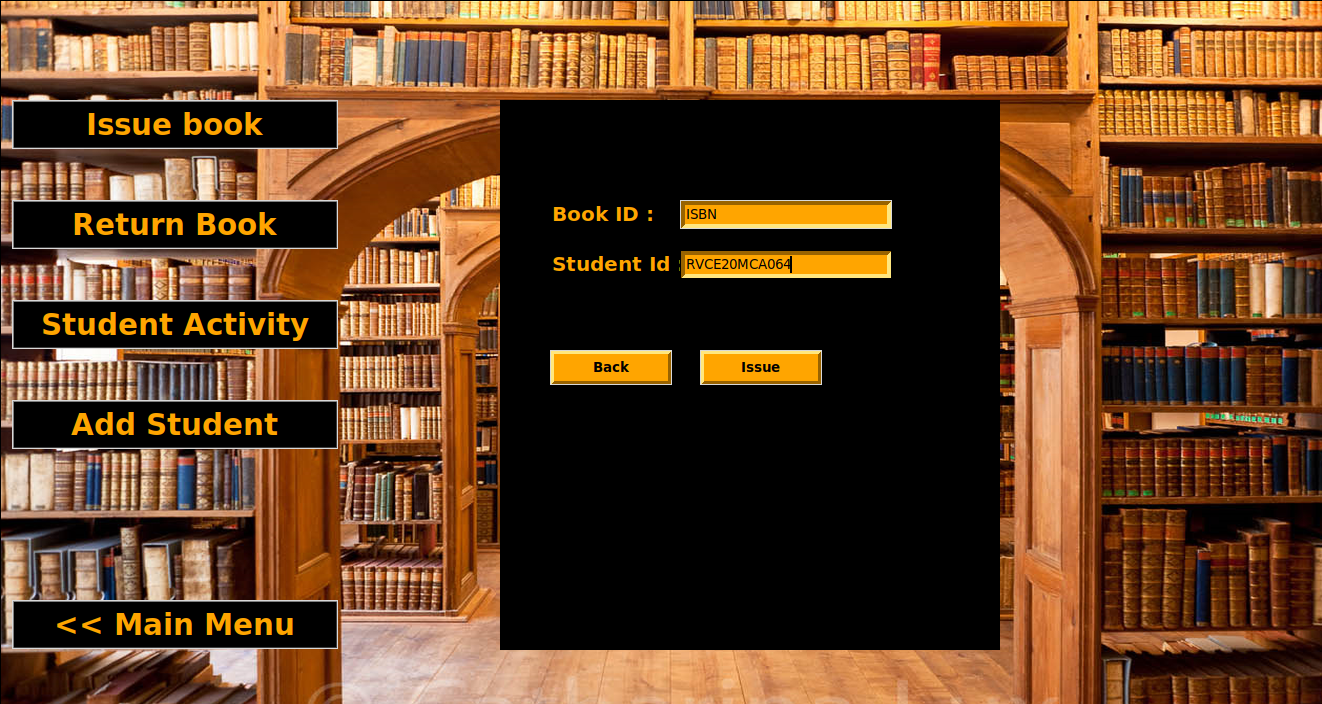 Issue book
Return Book
Student Activity
Add Student
<< Main Menu
Book ID :
ISBN
Student Id :
RVCE20MCA064
Back
Issue